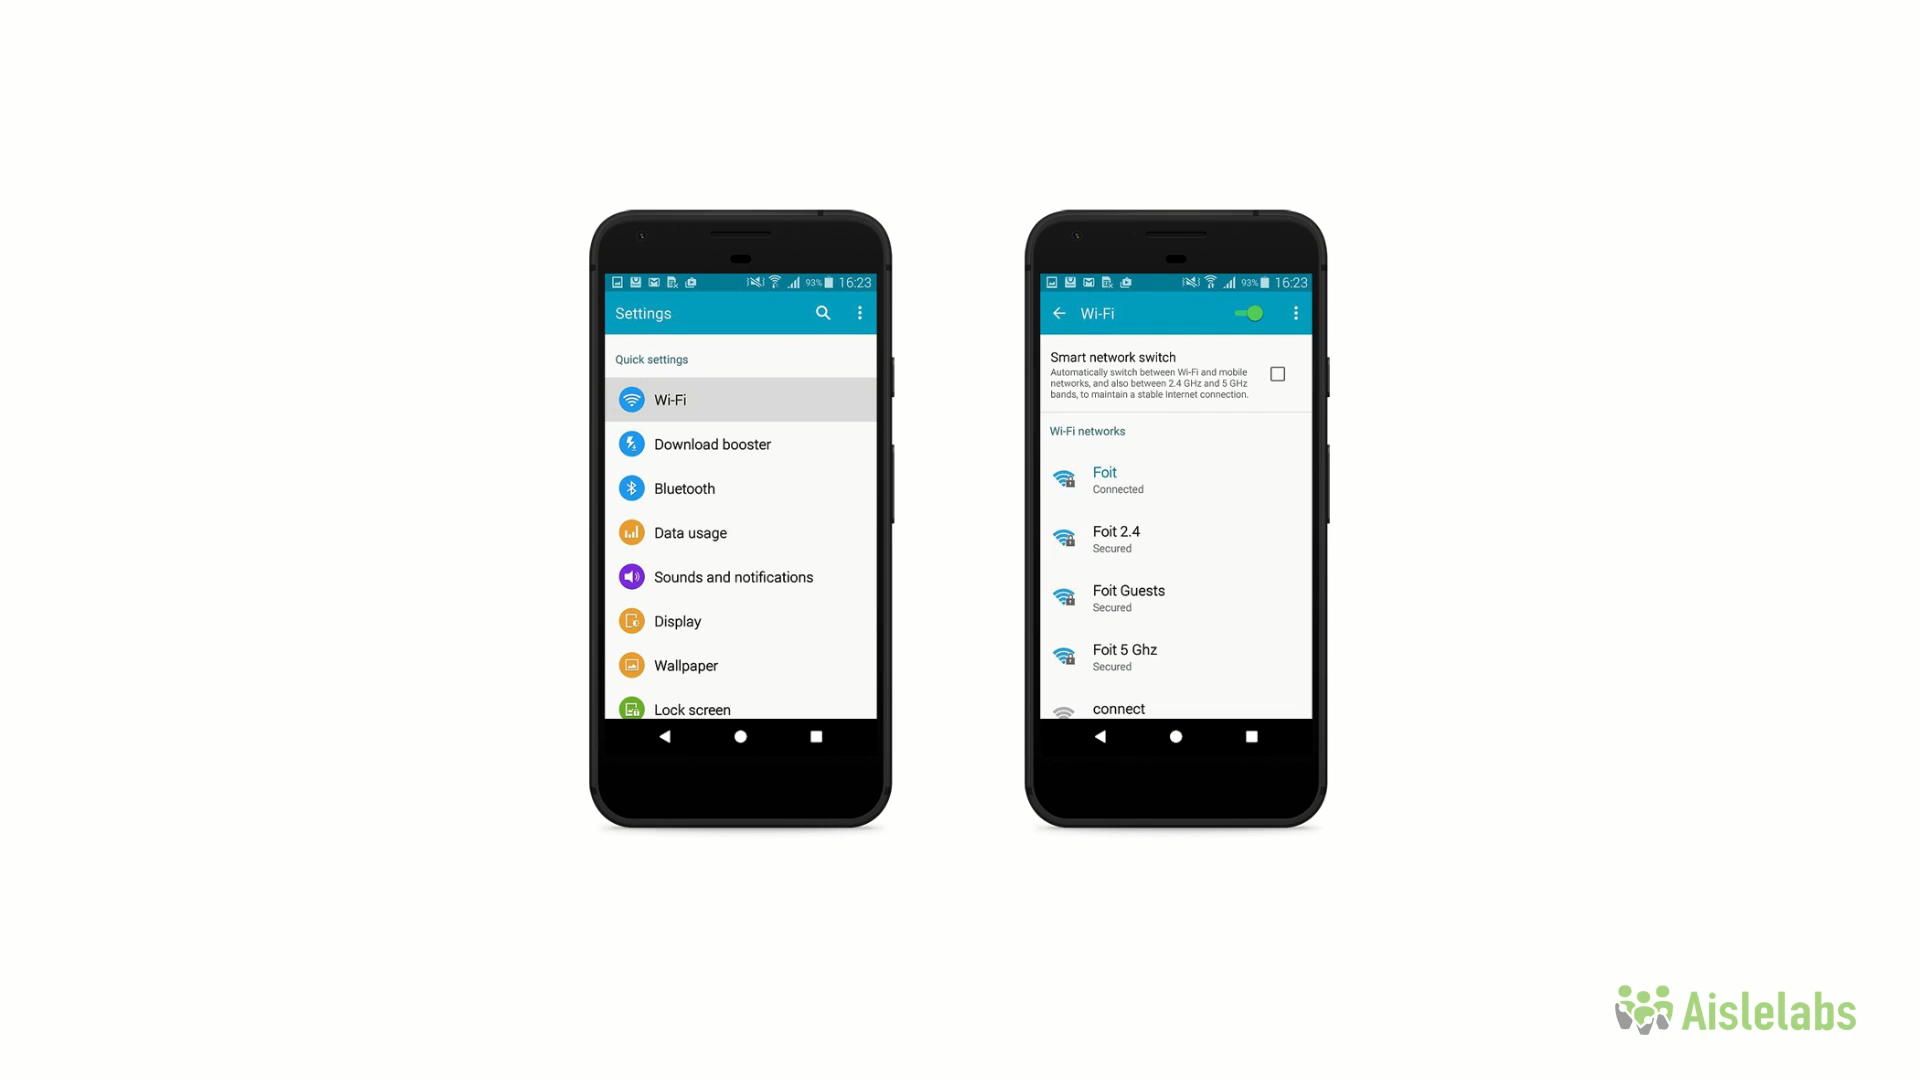 93% 16:23
Settings
Quick settings
Wi-Fi
Download booster
Bluetooth
Data usage
Sounds and notifications
Display
Wallpaper
Lock screen
93% 16:23
Wi-Fi
Smart network switch
Automatically switch between Wi-Fi and mobile
networks, and also between 2.4 GHz and 5 GHz
bands, to maintain a stable Internet connection.
Wi-Fi networks
Foit
Connected
Foit 2.4
Secured
Foit Guests
Secured
Foit 5 Ghz
Secured
connect
Aislelabs